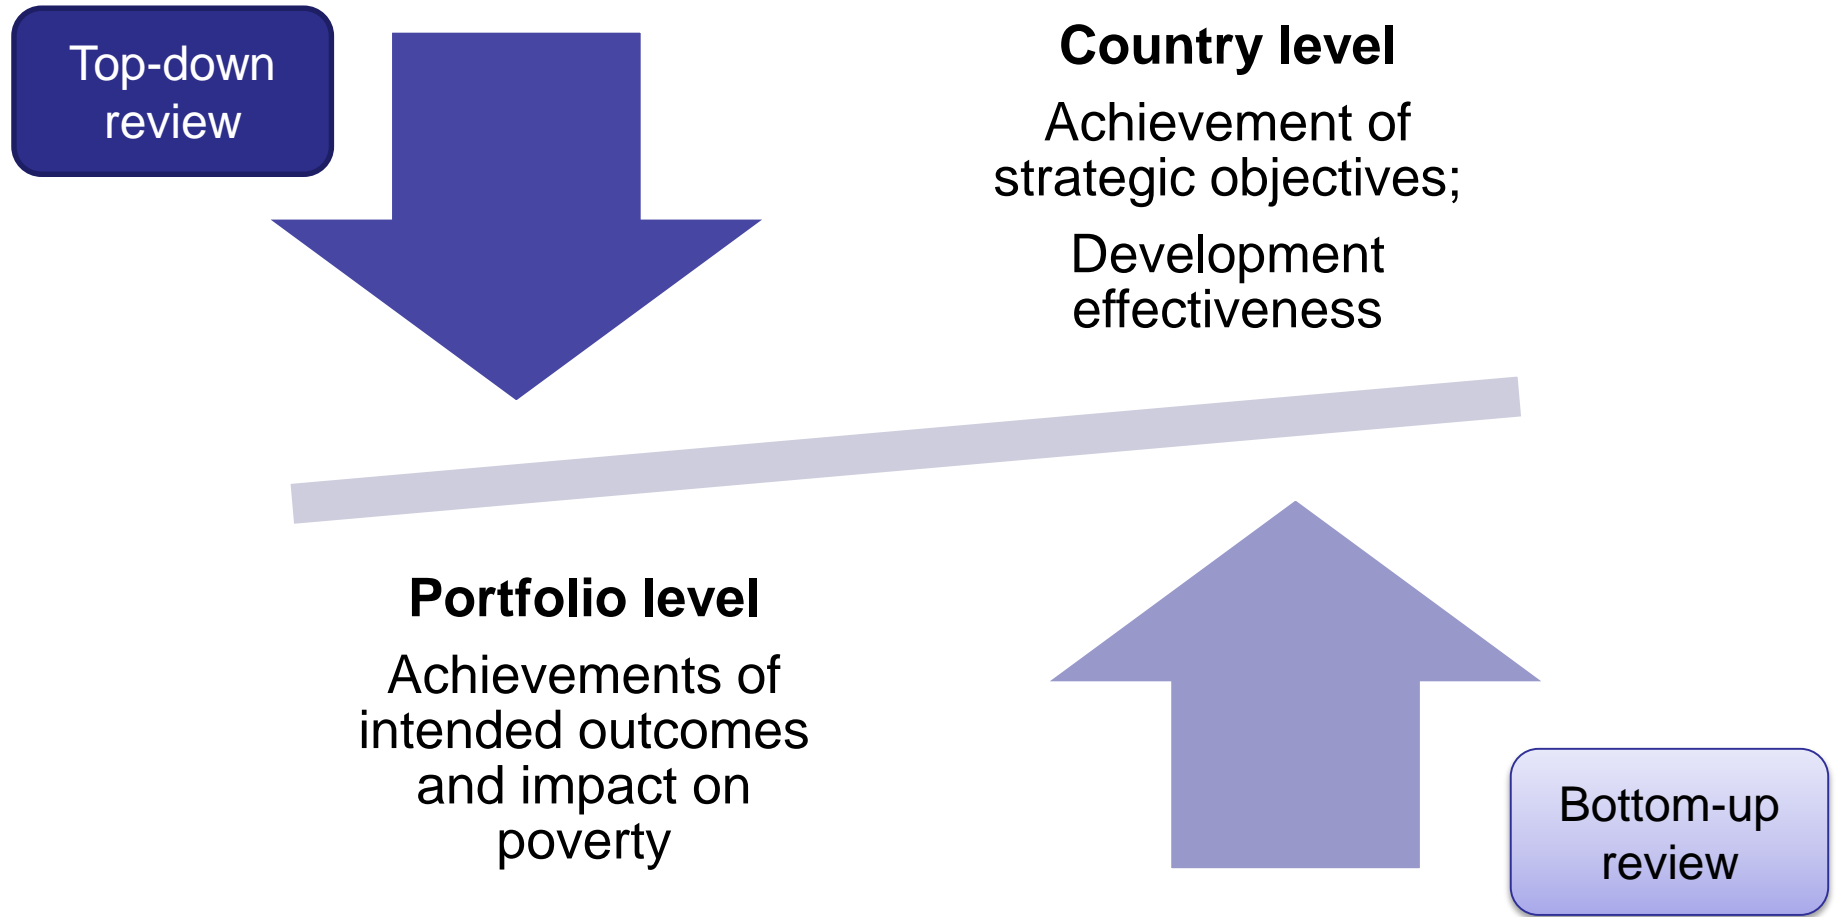 Top-down
review
Country level
Achievement of
strategic objectives;
Development
effectiveness
Portfolio level
Achievements of
intended outcomes
and impact on
poverty
Bottom-up
review